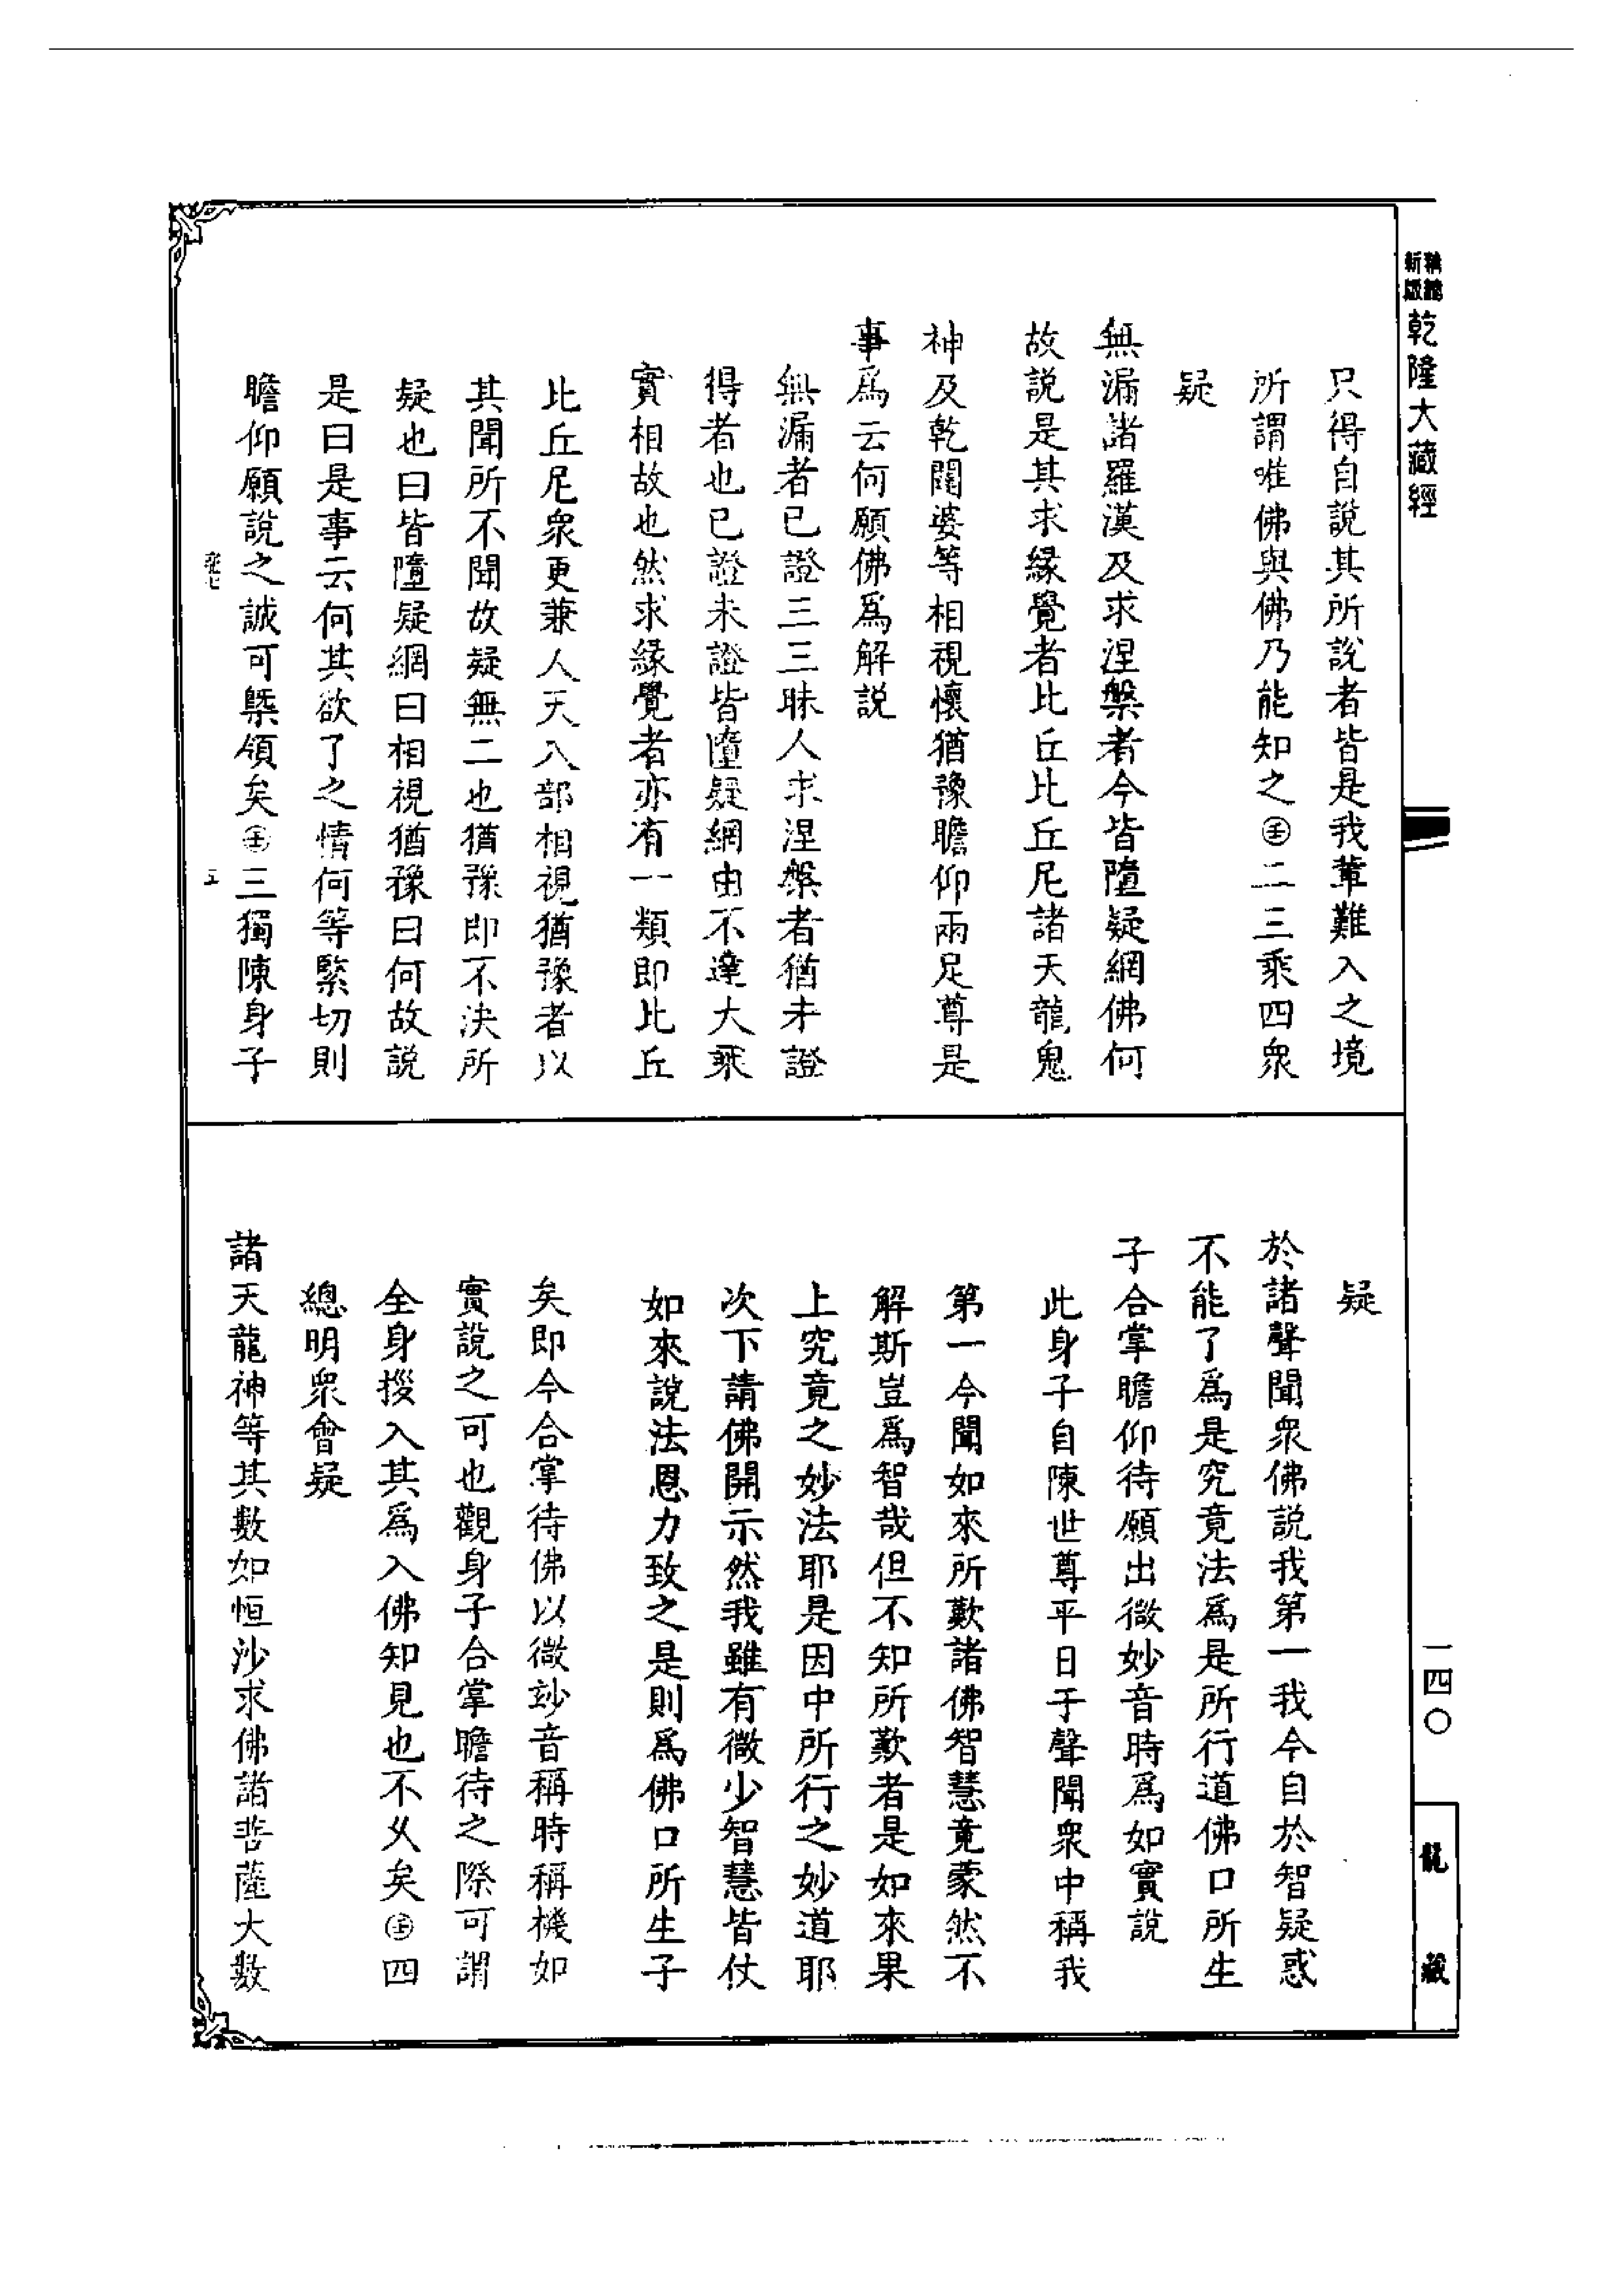 乾隆大藏經
只得自說其所說者皆是我輩難入之境
所謂唯佛與佛乃能知之㊛二三乘四衆
疑
無漏諸羅漢及求涅槃者今皆墮疑網佛何
故說是其求緣覺者比丘比丘尼諸天龍鬼
神及乾闥婆等相視懷猶豫瞻仰兩足尊是
事爲云何願佛爲解說
無漏者已證三三昧人求涅槃者猶未證
得者也已證未證皆墮疑網由不達大乘
實相故也然求緣覺者亦有一類即比丘
比丘尼衆更兼人天八部相視猶豫者以
其聞所不聞故疑無二也猶豫即不決所
疑也曰皆墮疑網曰相視猶豫曰何故說
是曰是事云何其欲了之情何等緊切則
瞻仰願說之誠可槩領矣三獨陳身子
疑
於諸聲聞衆佛說我第一我今自於智疑惑
不能了爲是究竟法爲是所行道佛口所生
子合掌瞻仰待願出微妙音時爲如實說
此身子自陳世尊平日于聲聞衆中稱我
第一今聞如來所歎諸佛智慧竟蒙然不
解斯豈爲智哉但不知所歎者是如來果
上究竟之妙法耶是因中所行之妙道耶
次下請佛開示然我雖有微少智慧皆仗
如來說法恩力致之是則爲佛口所生子
矣即今合掌待佛以微妙音稱時稱機如
實說之可也觀身子合掌瞻待之際可謂
全身拶入其爲入佛知見也不乆矣四
總明衆會疑
諸天龍神等其數如恒沙求佛諸菩薩大數
一四〇
龍藏